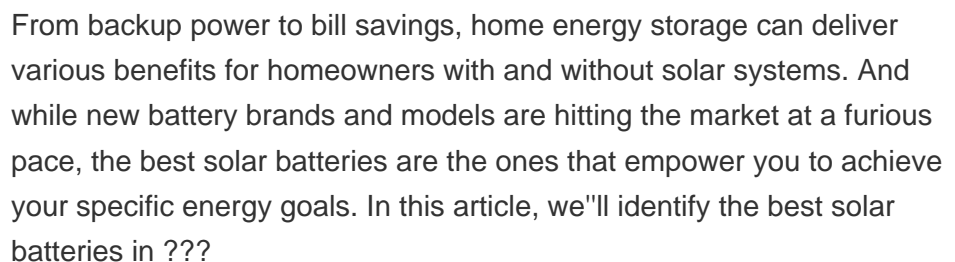 From backup power to bill savings, home energy storage can deliver
various benefits for homeowners with and without solar systems. And
while new battery brands and models are hitting the market at a furious
pace, the best solar batteries are the ones that empower you to achieve
your specific energy goals. In this article, we"ll identify the best solar
batteries in ???